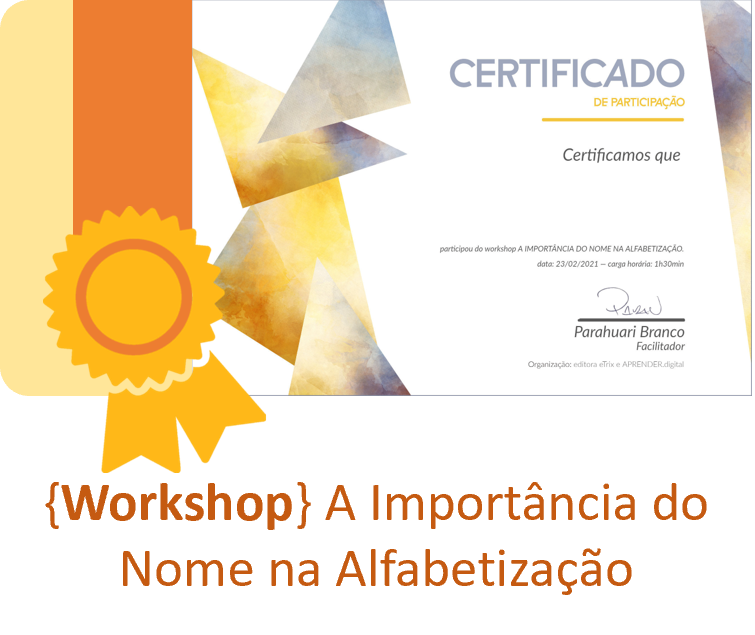 CERTIFICADO
DE PARTICIPAÇÃO
Certificamos que
participou do workshop A IMPORTÂNCIA DO NOME NA ALFABETIZAÇÃO.
data: 23/02/2021 — carga horária: 1h30min
Parahuari Branco
Facilitador
Organização: editora eTrix e APRENDER.digital
{Workshop} A Importância do
Nome na Alfabetização